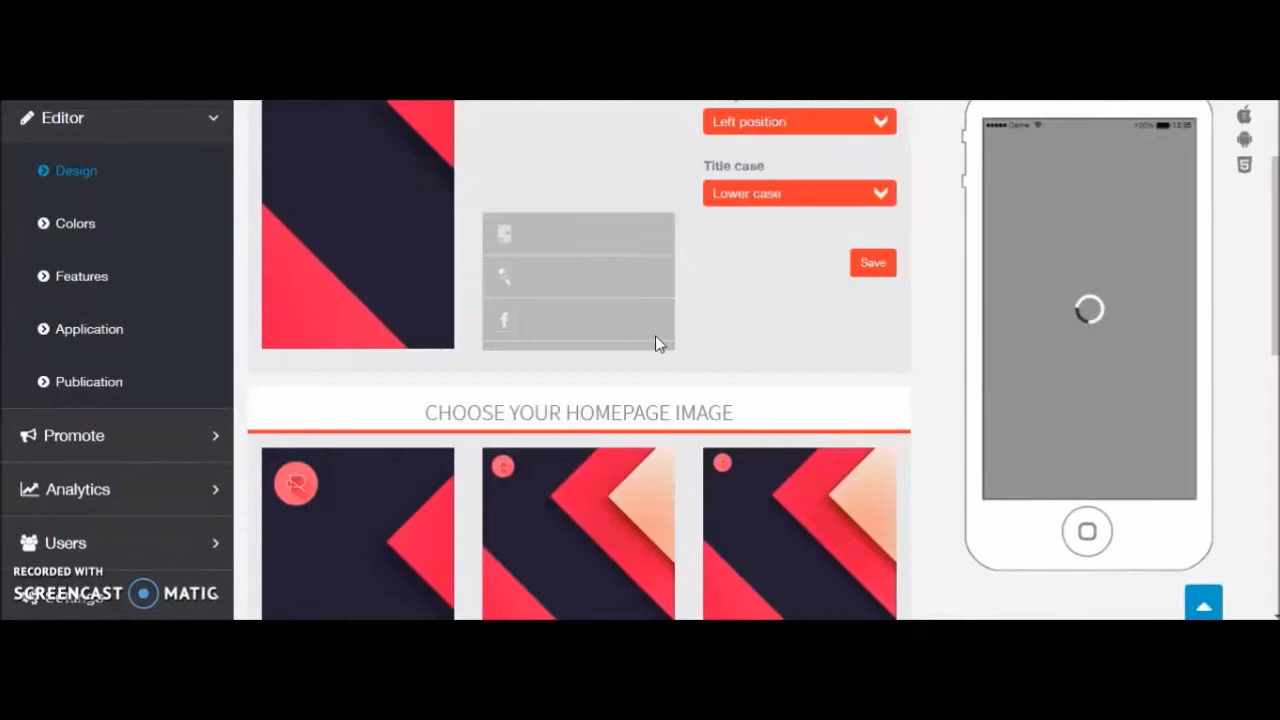 Editor
Design
Colors
Features
Application
Publication
Promote
Analytics
Users
RECORDED WITH
SCREENCAST MATIC
Left position
Title case
Lower case
Save
CHOOSE YOUR HOMEPAGE IMAGE
100%